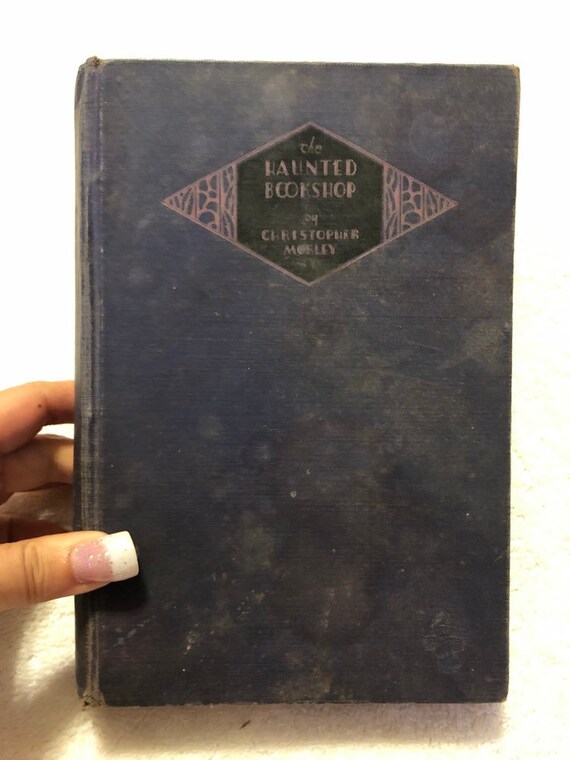 the
HAUNTED
BOOKSHOP
by
CHRISTOPHER
MORLEY